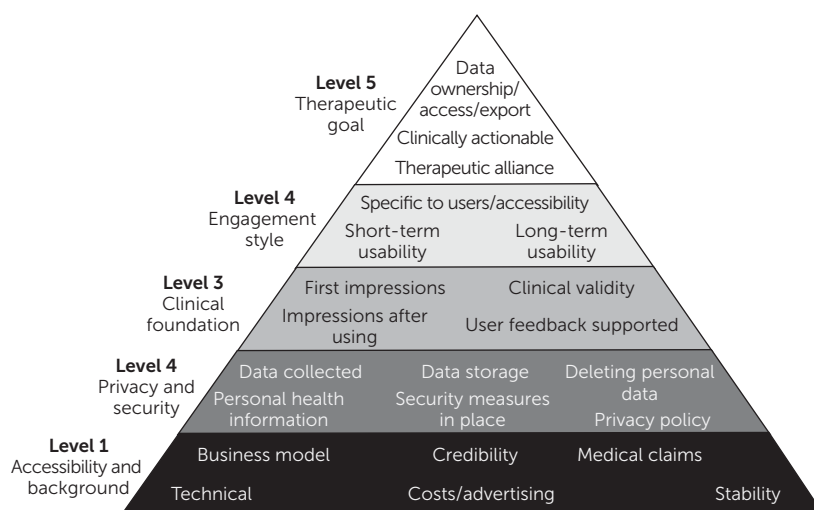 Level 5
Therapeutic
goal
Data
ownership/
access/export
Clinically actionable
Therapeutic alliance
Level 4
Engagement
style
Specific to users/accessibility
Short-term
usability
Long-term
usability
Level 3
Clinical
foundation
First impressions
Clinical validity
Impressions after
using
User feedback supported
Level 4
Privacy and
security
Data collected
Data storage
Deleting personal
data
Personal health
information
Security measures
in place
Privacy policy
Level 1
Accessibility and
background
Business model
Credibility
Medical claims
Technical
Costs/advertising
Stability